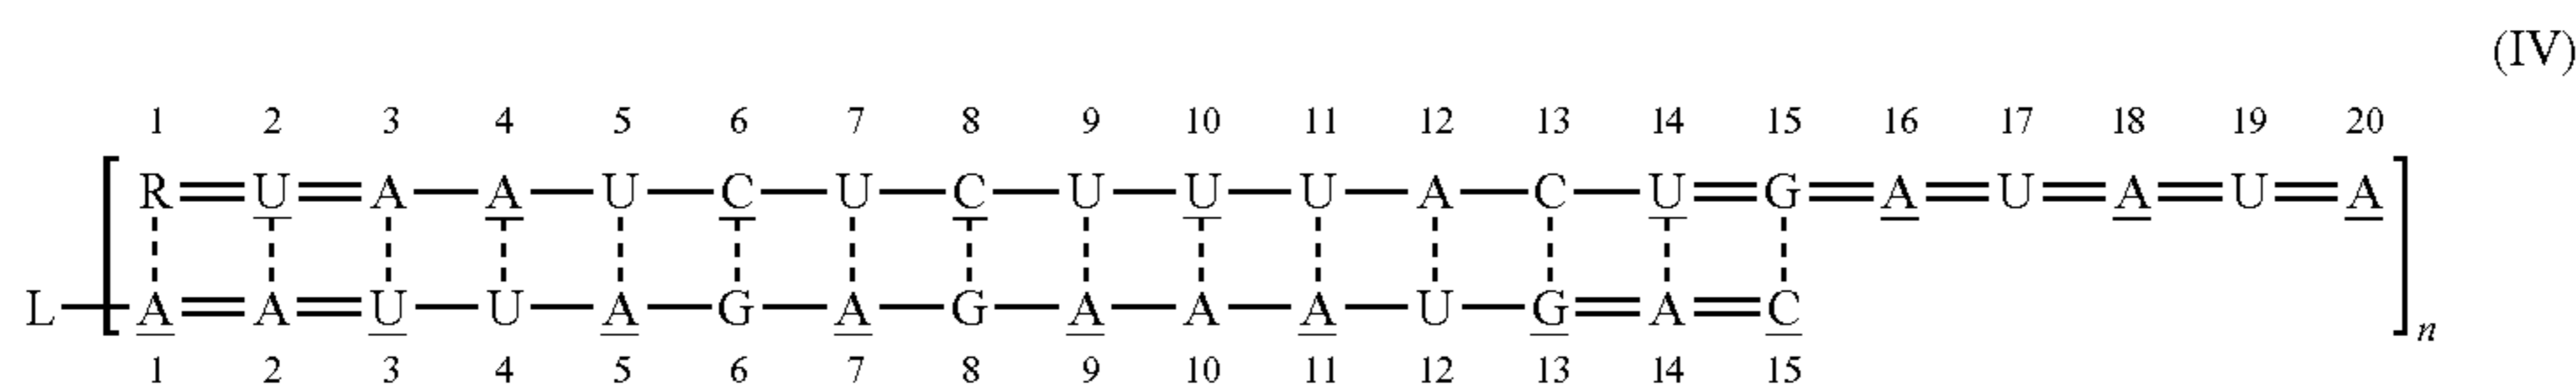 (IV)
1 2 3 4 5 6 7 8 9 10 11 12 13 14 15 16 17 18 19 20
[R=U=A—A—U—C—U—C—U—U—U—A—C—U=G=A=U=A=U=A]
L—[A=A=U—U—A—G—A—G—A—A—A—U—G=A=C]n
1 2 3 4 5 6 7 8 9 10 11 12 13 14 15